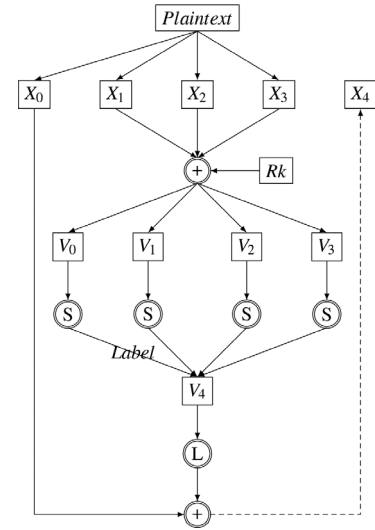 Plaintext
X0 X1 X2 X3 X4
+ Rk
V0 V1 V2 V3
S S S S
Label
V4
L
+